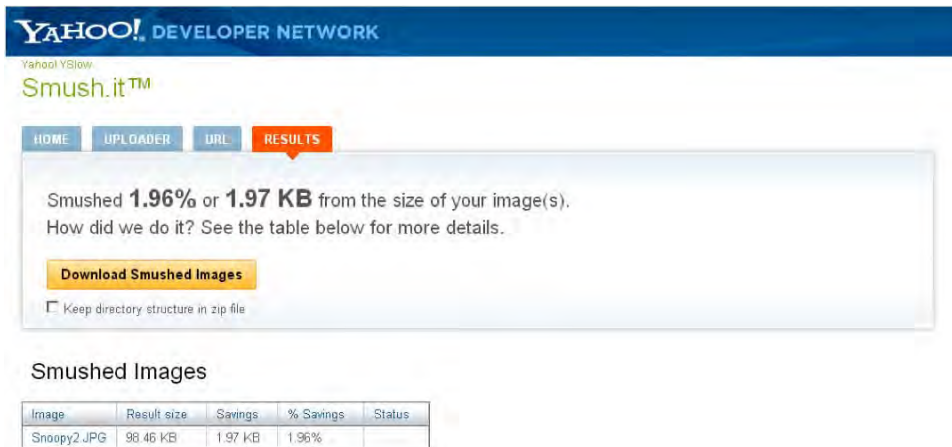 YAHOO! DEVELOPER NETWORK
Yahoo! YSlow
Smush.it™
HOME UPLOADER URL RESULTS
Smushed 1.96% or 1.97 KB from the size of your image(s).
How did we do it? See the table below for more details.
Download Smushed Images
Keep directory structure in zip file
Smushed Images
Image Result size Savings % Savings Status
Snoopy2.JPG 98.46 KB 1.97 KB 1.96%